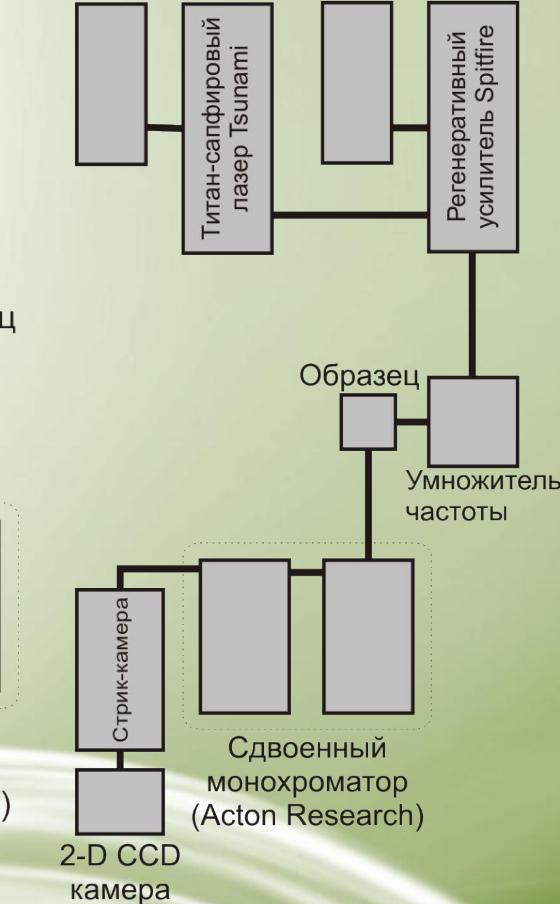 Титан-сапфировый
лазер Tsunami
Регенеративный
усилитель Spitfire
ц
Образец
Умножитель
частоты
Стрик-камера
Сдвоенный
монохроматор
(Acton Research)
)
2-D CCD
камера